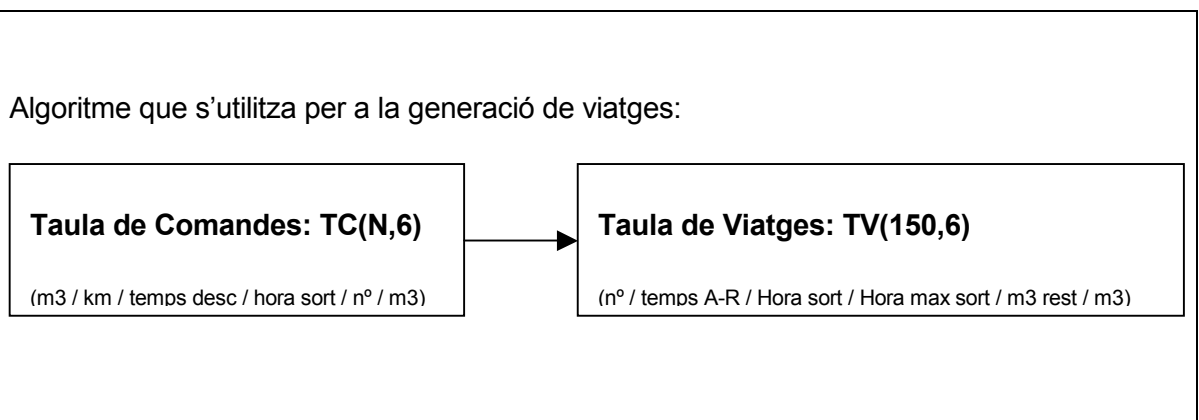 Algoritme que s’utilitza per a la generació de viatges:
Taula de Comandes: TC(N,6)
(m3 / km / temps desc / hora sort / nº / m3)
Taula de Viatges: TV(150,6)
(nº / temps A-R / Hora sort / Hora max sort / m3 rest / m3)